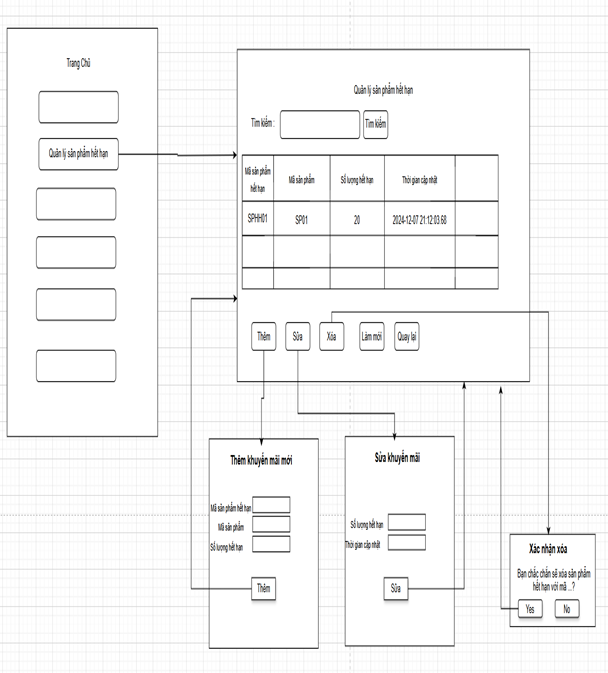 Trang Chủ
Quản lý sản phẩm hết hạn
Quản lý sản phẩm hết hạn
Tìm kiếm :
Tìm kiếm
Mã sản phẩm
hết hạn
Mã sản phẩm
Số lượng hết hạn
Thời gian cập nhật
SPHH01
SP01
20
2024-12-07 21:12:03.68
Thêm
Sửa
Xóa
Làm mới
Quay lại
Thêm khuyến mãi mới
Mã sản phẩm hết hạn
Mã sản phẩm
Số lượng hết hạn
Thêm
Sửa khuyến mãi
Số lượng hết hạn
Thời gian cập nhật
Sửa
Xác nhận xóa
Bạn chắc chắn sẽ xóa sản phẩm
hết hạn với mã ...?
Yes
No